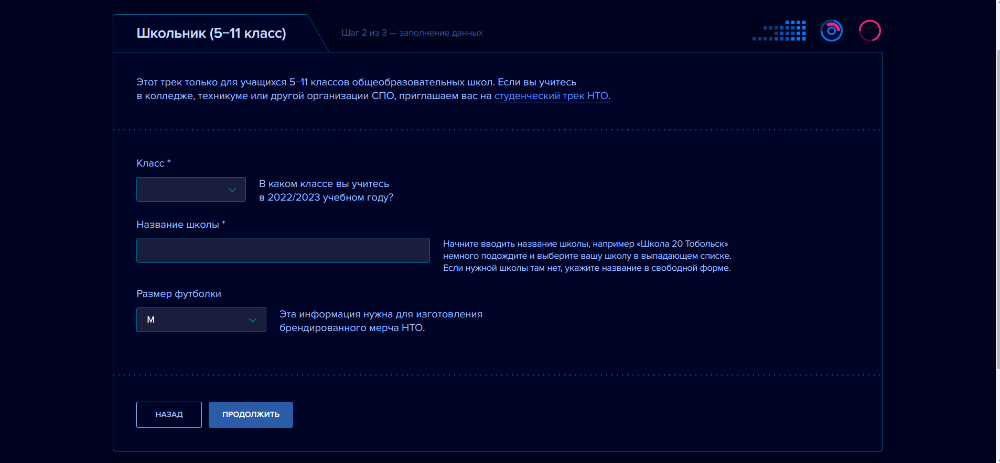 Школьник (5–11 класс)
Шаг 2 из 3 — заполнение данных
Этот трек только для учащихся 5–11 классов общеобразовательных школ. Если вы учитесь
в колледже, техникуме или другой организации СПО, приглашаем вас на студенческий трек НТО.
Класс *
В каком классе вы учитесь
в 2022/2023 учебном году?
Название школы *
Начните вводить название школы, например «Школа 20 Тобольск»
немного подождите и выберите вашу школу в выпадающем списке.
Если нужной школы там нет, укажите название в свободной форме.
Размер футболки
M
Эта информация нужна для изготовления
брендированного мерча НТО.
НАЗАД
ПРОДОЛЖИТЬ